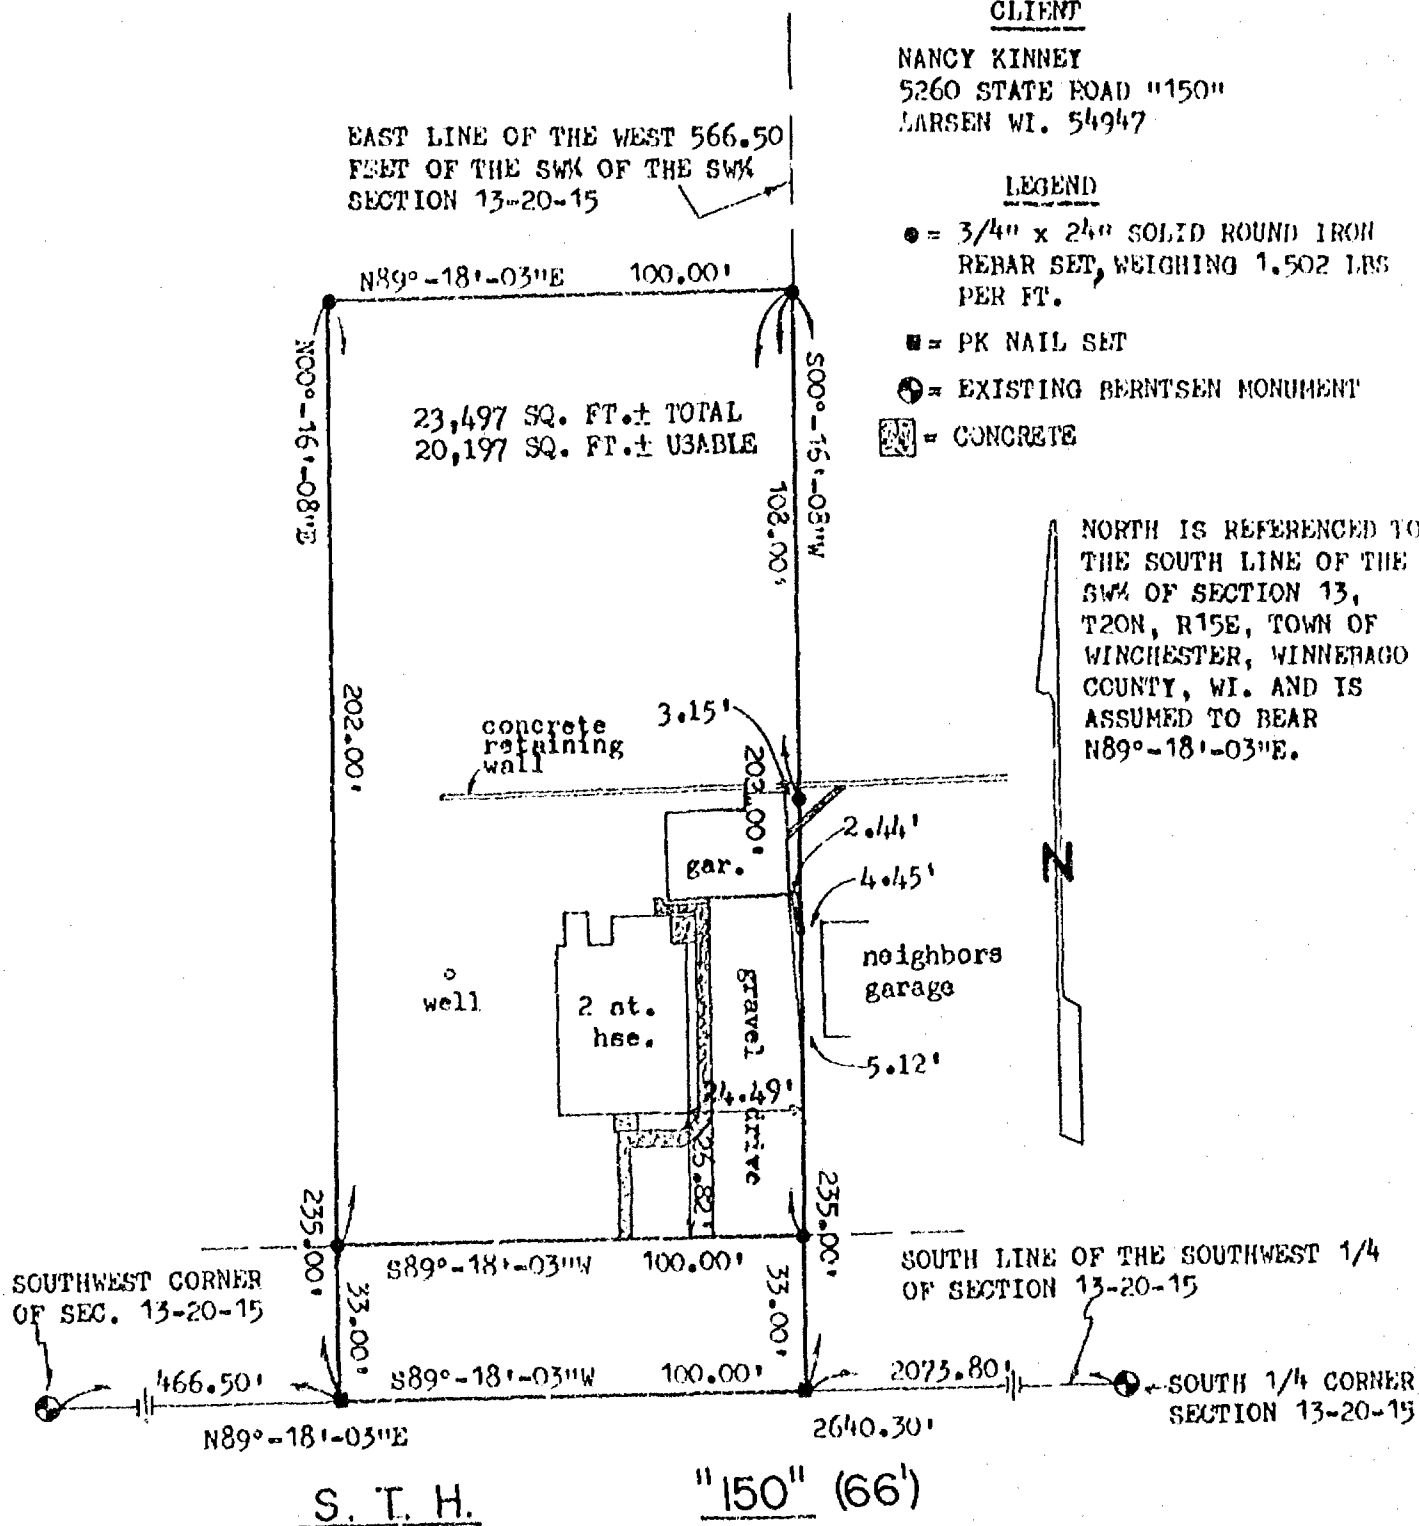 CLIENT
NANCY KINNEY
5260 STATE ROAD "150"
LARSEN WI. 54947
EAST LINE OF THE WEST 566.50
FEET OF THE SW¼ OF THE SW¼
SECTION 13-20-15
LEGEND
= 3/4" x 24" SOLID ROUND IRON
REBAR SET, WEIGHING 1.502 LBS
PER FT.
= PK NAIL SET
= EXISTING BERNTSEN MONUMENT
= CONCRETE
N89°-18'-03"E 100.00'
N00°-16'-08"E
S00°-16'-08"W
23,497 SQ. FT.± TOTAL
20,197 SQ. FT.± USABLE
108.00'
NORTH IS REFERENCED TO
THE SOUTH LINE OF THE
SW¼ OF SECTION 13,
T20N, R15E, TOWN OF
WINCHESTER, WINNEBAGO
COUNTY, WI. AND IS
ASSUMED TO BEAR
N89°-18'-03"E.
202.00'
3.15'
concrete
retaining
wall
202.00'
2.44'
gar.
4.45'
N
neighbors
garage
well
2 st.
hse.
gravel drive
5.12'
24.49'
25.82'
235.00'
235.00'
S89°-18'-03"W 100.00'
SOUTH LINE OF THE SOUTHWEST 1/4
OF SECTION 13-20-15
SOUTHWEST CORNER
OF SEC. 13-20-15
33.00'
33.00'
466.50'
S89°-18'-03"W 100.00'
2073.80'
SOUTH 1/4 CORNER
SECTION 13-20-15
N89°-18'-03"E
2640.30'
S. T. H. "150" (66')